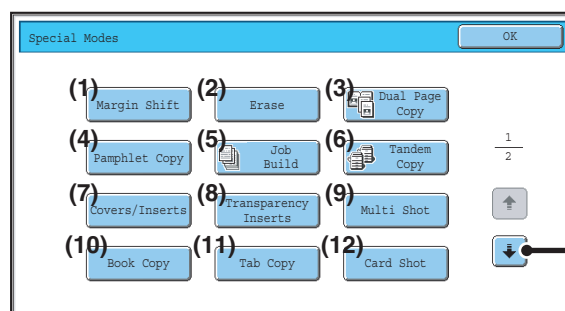 Special Modes
OK
(1) Margin Shift
(2) Erase
(3) Dual Page
Copy
(4) Pamphlet Copy
(5) Job
Build
(6) Tandem
Copy
1
2
(7) Covers/Inserts
(8) Transparency
Inserts
(9) Multi Shot
(10) Book Copy
(11) Tab Copy
(12) Card Shot